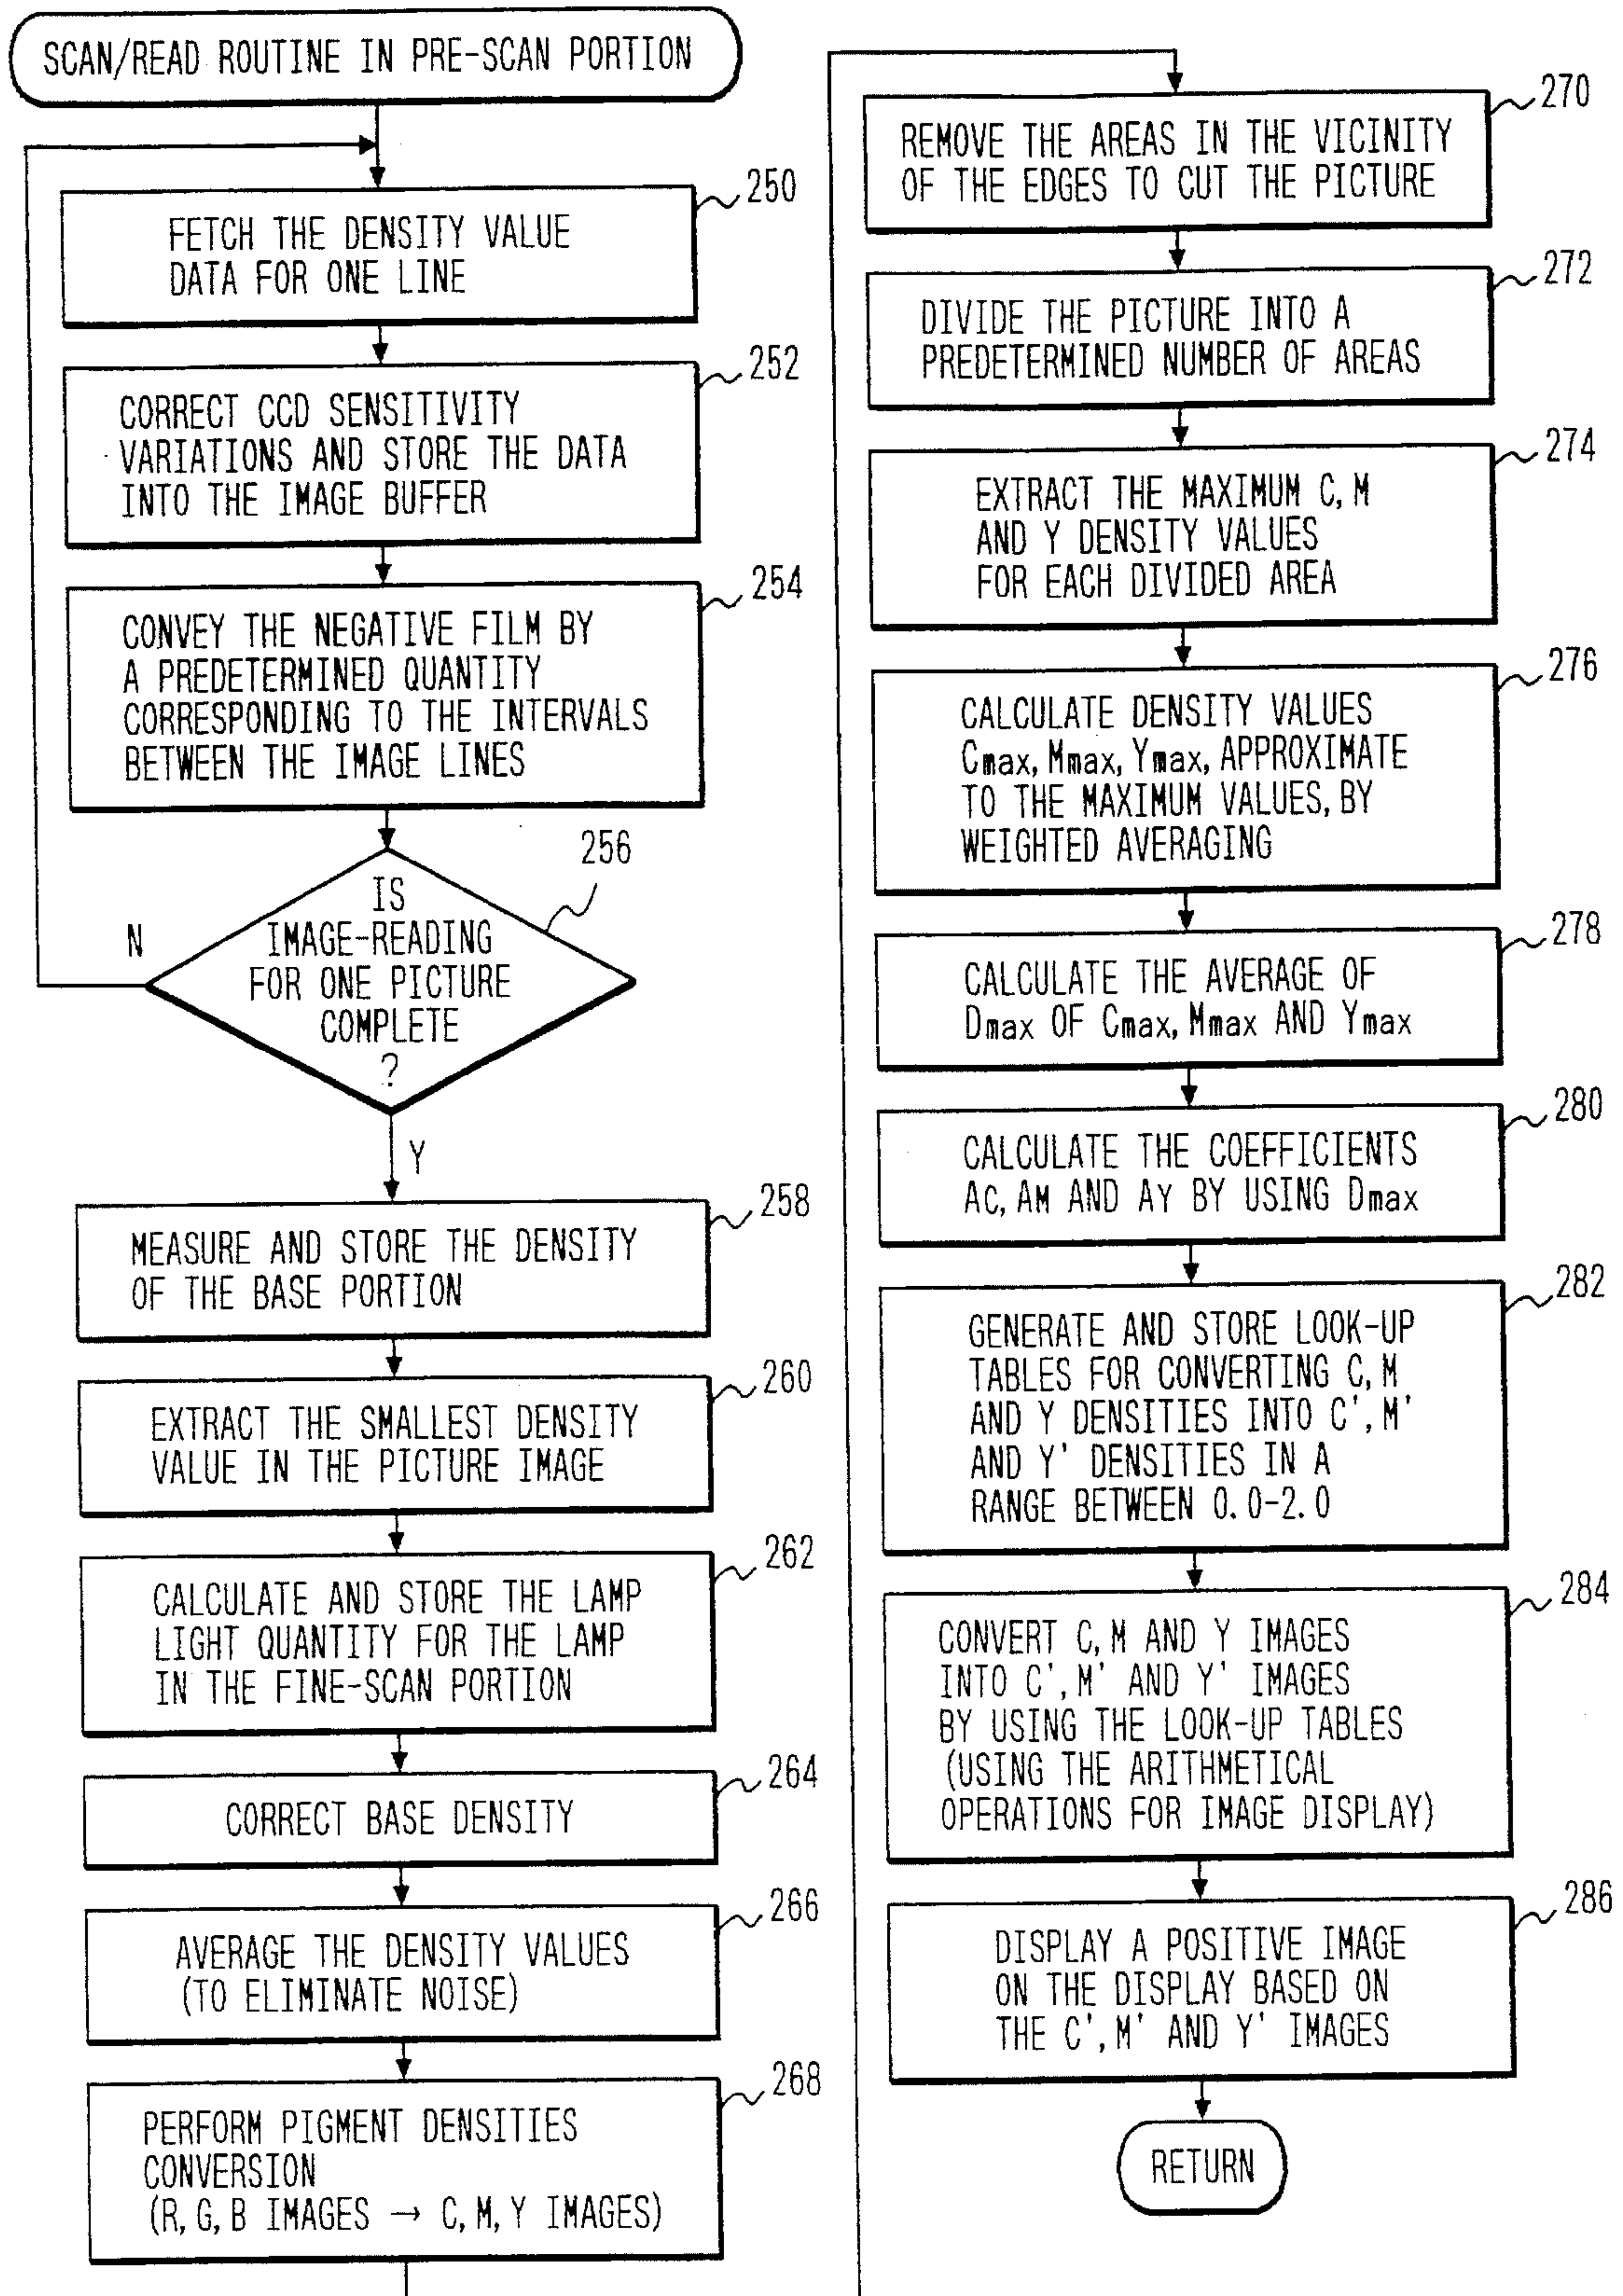 SCAN/READ ROUTINE IN PRE-SCAN PORTION
250
FETCH THE DENSITY VALUE
DATA FOR ONE LINE
252
CORRECT CCD SENSITIVITY
VARIATIONS AND STORE THE DATA
INTO THE IMAGE BUFFER
254
CONVEY THE NEGATIVE FILM BY
A PREDETERMINED QUANTITY
CORRESPONDING TO THE INTERVALS
BETWEEN THE IMAGE LINES
256
IS
IMAGE-READING
FOR ONE PICTURE
COMPLETE
?
N
Y
258
MEASURE AND STORE THE DENSITY
OF THE BASE PORTION
260
EXTRACT THE SMALLEST DENSITY
VALUE IN THE PICTURE IMAGE
262
CALCULATE AND STORE THE LAMP
LIGHT QUANTITY FOR THE LAMP
IN THE FINE-SCAN PORTION
264
CORRECT BASE DENSITY
266
AVERAGE THE DENSITY VALUES
(TO ELIMINATE NOISE)
268
PERFORM PIGMENT DENSITIES
CONVERSION
(R, G, B IMAGES → C, M, Y IMAGES)
270
REMOVE THE AREAS IN THE VICINITY
OF THE EDGES TO CUT THE PICTURE
272
DIVIDE THE PICTURE INTO A
PREDETERMINED NUMBER OF AREAS
274
EXTRACT THE MAXIMUM C, M
AND Y DENSITY VALUES
FOR EACH DIVIDED AREA
276
CALCULATE DENSITY VALUES
Cmax, Mmax, Ymax, APPROXIMATE
TO THE MAXIMUM VALUES, BY
WEIGHTED AVERAGING
278
CALCULATE THE AVERAGE OF
Dmax OF Cmax, Mmax AND Ymax
280
CALCULATE THE COEFFICIENTS
AC, AM AND AY BY USING Dmax
282
GENERATE AND STORE LOOK-UP
TABLES FOR CONVERTING C, M
AND Y DENSITIES INTO C', M'
AND Y' DENSITIES IN A
RANGE BETWEEN 0.0-2.0
284
CONVERT C, M AND Y IMAGES
INTO C', M' AND Y' IMAGES
BY USING THE LOOK-UP TABLES
(USING THE ARITHMETICAL
OPERATIONS FOR IMAGE DISPLAY)
286
DISPLAY A POSITIVE IMAGE
ON THE DISPLAY BASED ON
THE C', M' AND Y' IMAGES
RETURN